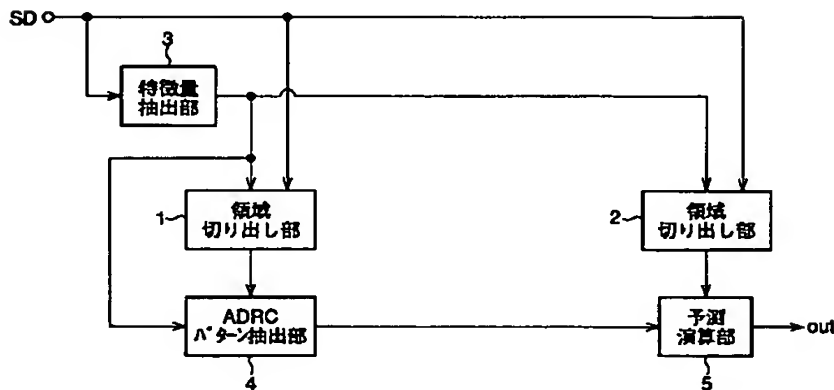 SD
3
特徴量
抽出部
1
領域
切り出し部
2
領域
切り出し部
ADRC
パターン抽出部
4
予測
演算部
out
5